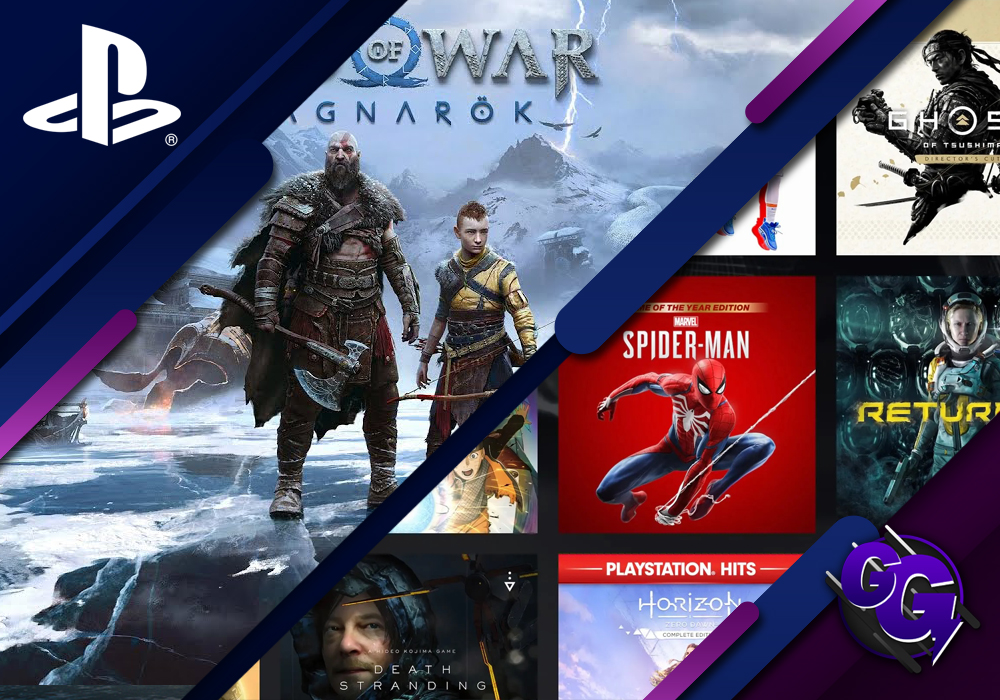 OF WAR
AGNARÖK
®
GHOS
OF TSUSHIMA
DIRECTOR'S CUT
OF THE YEAR EDITION
MARVEL
SPIDER-MAN
RETUR
PLAYSTATION® HITS
HORIZON
ZERO DAWN
COMPLETE EDIT
A HIDEO KOJIMA GAME
DEATH
STRANDING
GG